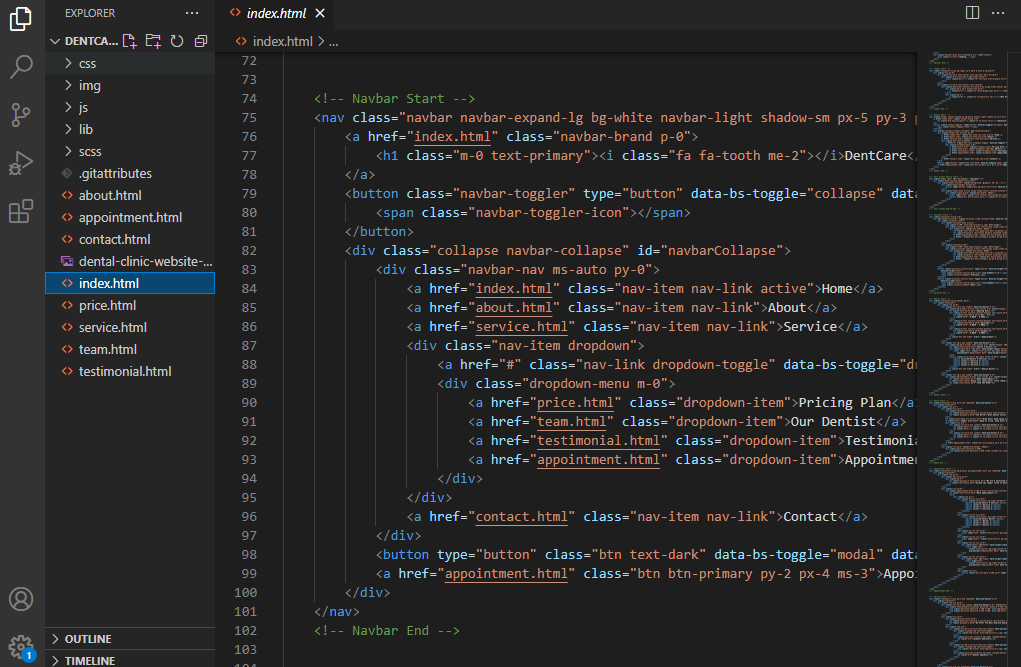 EXPLORER
DENTCA...
css
img
js
lib
scss
.gitattributes
about.html
appointment.html
contact.html
dental-clinic-website-...
index.html
price.html
service.html
team.html
testimonial.html
OUTLINE
TIMELINE
1
index.html
index.html > ...
72
73
74 <!-- Navbar Start -->
75 <nav class="navbar navbar-expand-lg bg-white navbar-light shadow-sm px-5 py-3 p
76 <a href="index.html" class="navbar-brand p-0">
77 <h1 class="m-0 text-primary"><i class="fa fa-tooth me-2"></i>DentCare</
78 </a>
79 <button class="navbar-toggler" type="button" data-bs-toggle="collapse" data
80 <span class="navbar-toggler-icon"></span>
81 </button>
82 <div class="collapse navbar-collapse" id="navbarCollapse">
83 <div class="navbar-nav ms-auto py-0">
84 <a href="index.html" class="nav-item nav-link active">Home</a>
85 <a href="about.html" class="nav-item nav-link">About</a>
86 <a href="service.html" class="nav-item nav-link">Service</a>
87 <div class="nav-item dropdown">
88 <a href="#" class="nav-link dropdown-toggle" data-bs-toggle="dr
89 <div class="dropdown-menu m-0">
90 <a href="price.html" class="dropdown-item">Pricing Plan</a
91 <a href="team.html" class="dropdown-item">Our Dentist</a>
92 <a href="testimonial.html" class="dropdown-item">Testimonia
93 <a href="appointment.html" class="dropdown-item">Appointmen
94 </div>
95 </div>
96 <a href="contact.html" class="nav-item nav-link">Contact</a>
97 </div>
98 <button type="button" class="btn text-dark" data-bs-toggle="modal" data
99 <a href="appointment.html" class="btn btn-primary py-2 px-4 ms-3">Appoi
100 </div>
101 </nav>
102 <!-- Navbar End -->
103